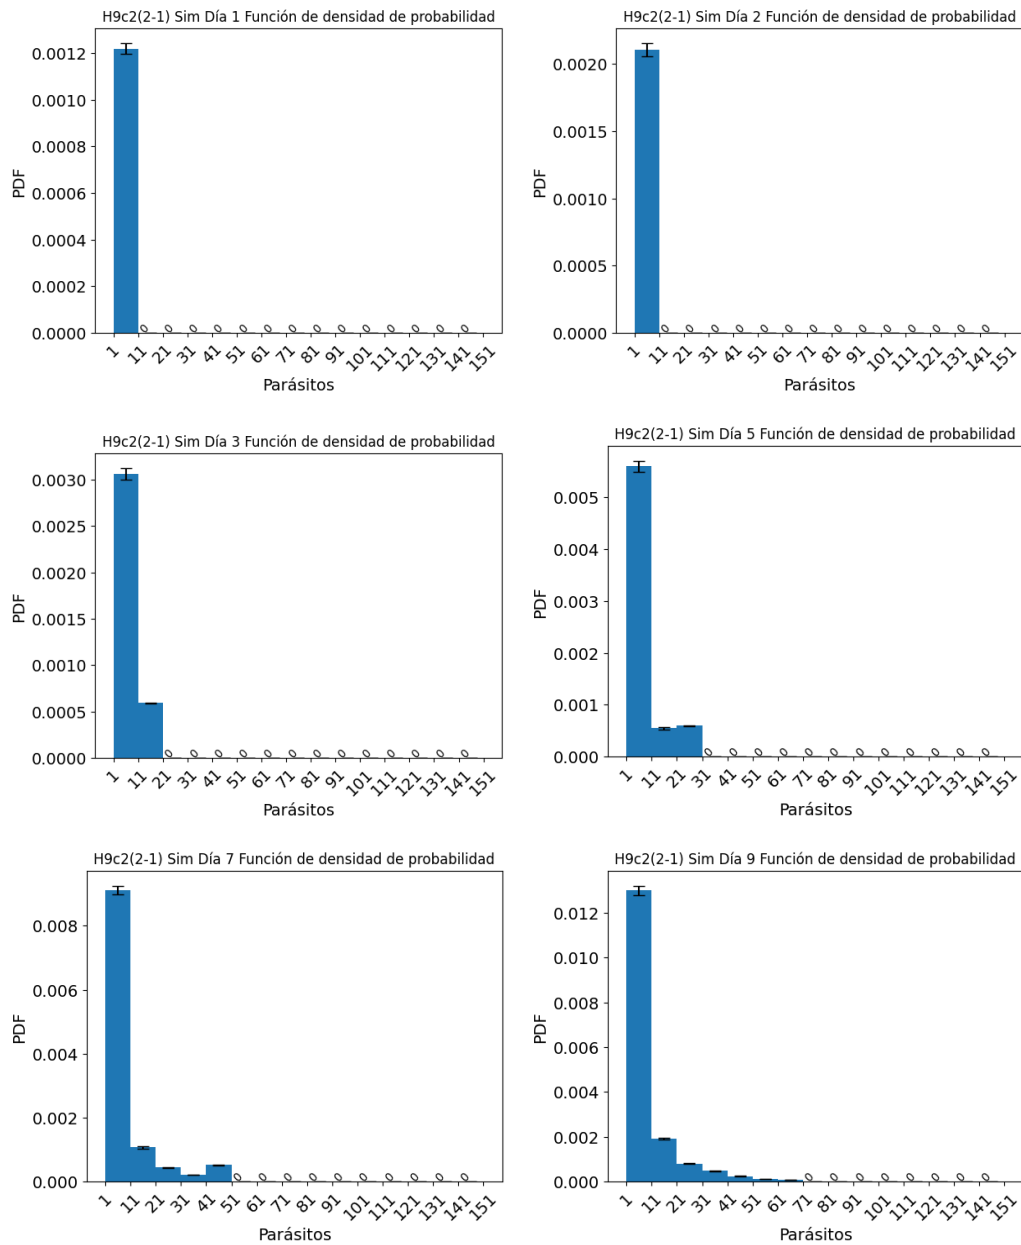 H9c2(2-1) Sim Día 1 Función de densidad de probabilidad
0.0012
0.0010
0.0008
0.0006
0.0004
0.0002
0.0000
PDF
0 0 0 0 0 0 0 0 0 0 0 0 0 0
1 11 21 31 41 51 61 71 81 91 101 111 121 131 141 151
Parásitos
H9c2(2-1) Sim Día 2 Función de densidad de probabilidad
0.0020
0.0015
0.0010
0.0005
0.0000
PDF
0 0 0 0 0 0 0 0 0 0 0 0 0 0
1 11 21 31 41 51 61 71 81 91 101 111 121 131 141 151
Parásitos
H9c2(2-1) Sim Día 3 Función de densidad de probabilidad
0.0030
0.0025
0.0020
0.0015
0.0010
0.0005
0.0000
PDF
0 0 0 0 0 0 0 0 0 0 0 0 0
1 11 21 31 41 51 61 71 81 91 101 111 121 131 141 151
Parásitos
H9c2(2-1) Sim Día 5 Función de densidad de probabilidad
0.005
0.004
0.003
0.002
0.001
0.000
PDF
0 0 0 0 0 0 0 0 0 0 0 0
1 11 21 31 41 51 61 71 81 91 101 111 121 131 141 151
Parásitos
H9c2(2-1) Sim Día 7 Función de densidad de probabilidad
0.008
0.006
0.004
0.002
0.000
PDF
0 0 0 0 0 0 0 0 0 0
1 11 21 31 41 51 61 71 81 91 101 111 121 131 141 151
Parásitos
H9c2(2-1) Sim Día 9 Función de densidad de probabilidad
0.012
0.010
0.008
0.006
0.004
0.002
0.000
PDF
0 0 0 0 0 0 0 0
1 11 21 31 41 51 61 71 81 91 101 111 121 131 141 151
Parásitos